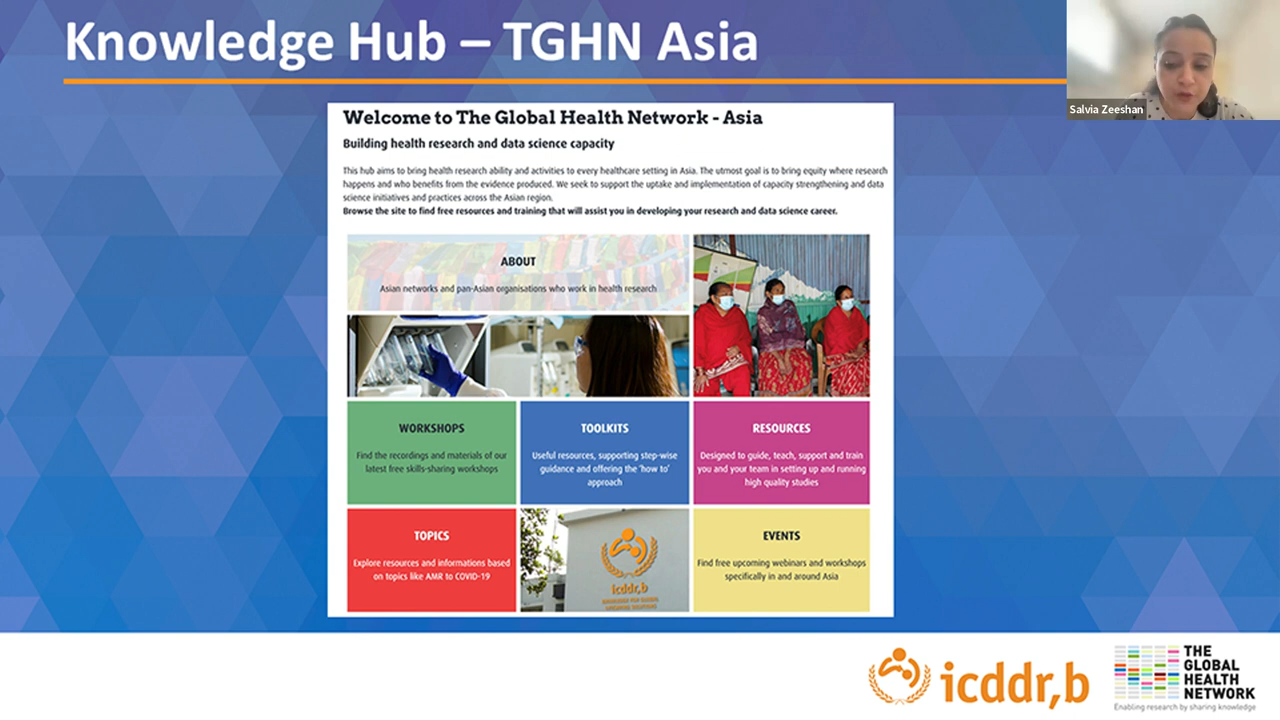 Knowledge Hub – TGHN Asia
Salvia Zeeshan
Welcome to The Global Health Network - Asia
Building health research and data science capacity
This hub aims to bring health research ability and activities to every healthcare setting in Asia. The utmost goal is to bring equity where research
happens and who benefits from the evidence produced. We seek to support the uptake and implementation of capacity strengthening and data
science initiatives and practices across the Asian region.
Browse the site to find free resources and training that will assist you in developing your research and data science career.
ABOUT
Asian networks and pan-Asian organisations who work in health research
WORKSHOPS
Find the recordings and materials of our
latest free skills-sharing workshops
TOOLKITS
Useful resources, supporting step-wise
guidance and offering the 'how to'
approach
RESOURCES
Designed to guide, teach, support and train
you and your team in setting up and running
high quality studies
TOPICS
Explore resources and informations based
on topics like AMR to COVID-19
icddr,b
EVENTS
Find free upcoming webinars and workshops
specifically in and around Asia
icddr,b
THE
GLOBAL
HEALTH
NETWORK
Enabling research by sharing knowledge